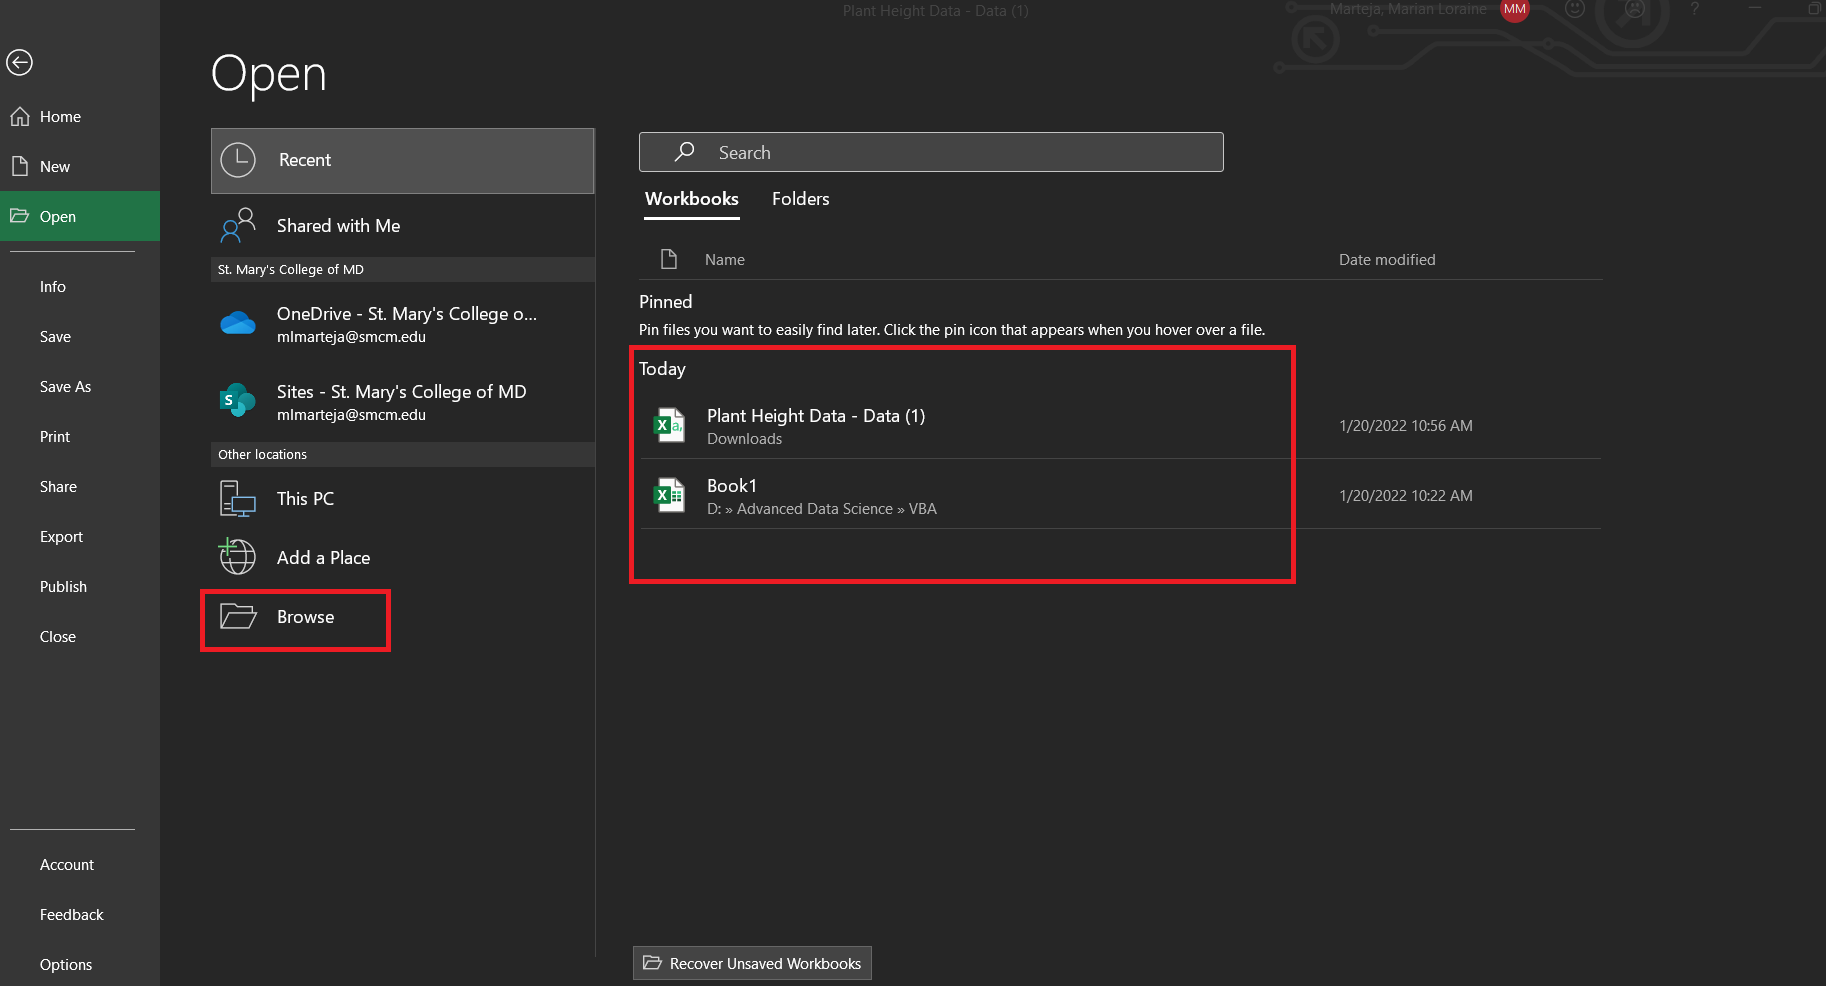 Plant Height Data - Data (1)
Marteja, Marian Loraine
MM
?
Home
New
Open
Info
Save
Save As
Print
Share
Export
Publish
Close
Account
Feedback
Options
Open
Recent
Shared with Me
St. Mary's College of MD
OneDrive - St. Mary's College o...
mlmarteja@smcm.edu
S
Sites - St. Mary's College of MD
mlmarteja@smcm.edu
Other locations
This PC
Add a Place
Browse
Search
Workbooks Folders
Name Date modified
Pinned
Pin files you want to easily find later. Click the pin icon that appears when you hover over a file.
Today
X a,
Plant Height Data - Data (1) 1/20/2022 10:56 AM
Downloads
X
Book1 1/20/2022 10:22 AM
D: » Advanced Data Science » VBA
Recover Unsaved Workbooks